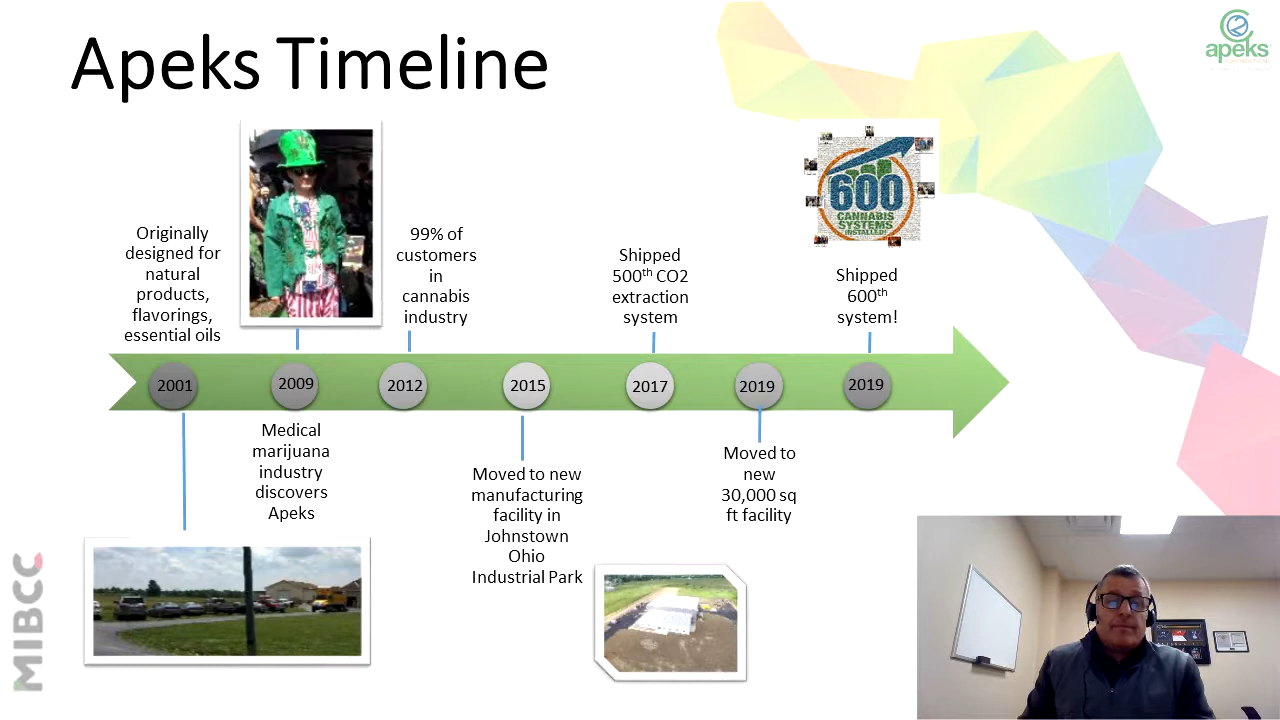 Apeks Timeline
apeks
Originally
designed for
natural
products,
flavorings,
essential oils
99% of
customers
in
cannabis
industry
Shipped
500th CO2
extraction
system
600
CANNABIS
SYSTEMS
INSTALLED!
Shipped
600th
system!
2001
2009
2012
2015
2017
2019
2019
Medical
marijuana
industry
discovers
Apeks
Moved to new
manufacturing
facility in
Johnstown
Ohio
Industrial Park
Moved to
new
30,000 sq
ft facility
MIBCC